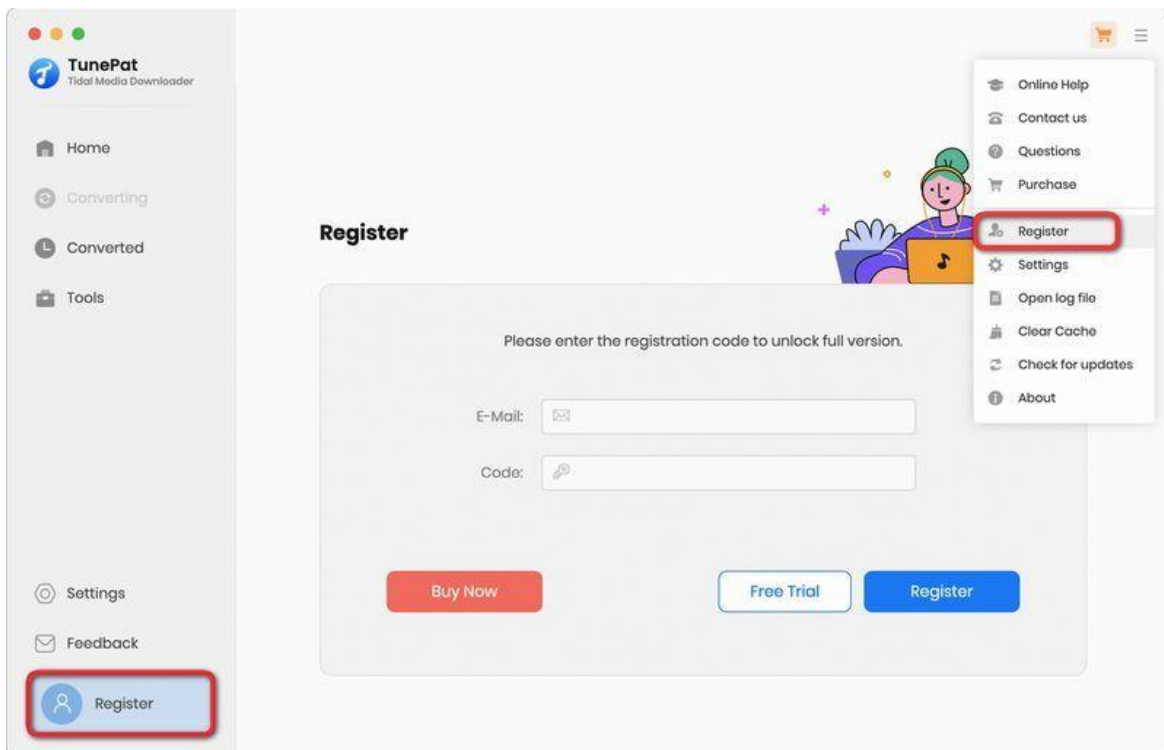 TunePat
Tidal Media Downloader
Home
Converting
Converted
Tools
Settings
Feedback
Register
Register
Please enter the registration code to unlock full version.
E-Mail:
Code:
Buy Now
Free Trial
Register
Online Help
Contact us
Questions
Purchase
Register
Settings
Open log file
Clear Cache
Check for updates
About